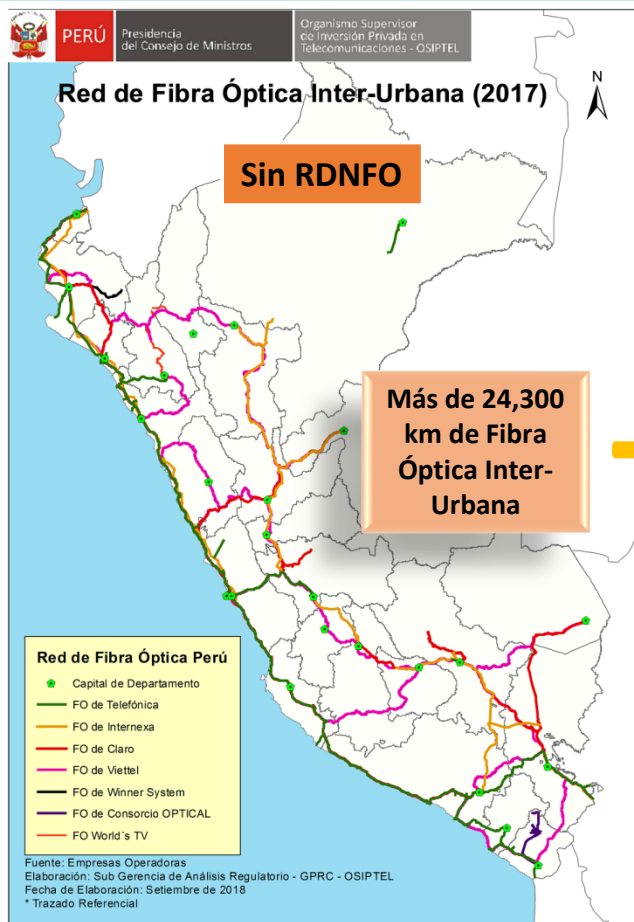 PERÚ
Presidencia
del Consejo de Ministros
Organismo Supervisor
de Inversión Privada en
Telecomunicaciones - OSIPTEL
Red de Fibra Óptica Inter-Urbana (2017)
N
Sin RDNFO
Más de 24,300
km de Fibra
Óptica Inter-
Urbana
Red de Fibra Óptica Perú
Capital de Departamento
FO de Telefónica
FO de Internexa
FO de Claro
FO de Viettel
FO de Winner System
FO de Consorcio OPTICAL
FO World´s TV
Fuente: Empresas Operadoras
Elaboración: Sub Gerencia de Análisis Regulatorio - GPRC - OSIPTEL
Fecha de Elaboración: Setiembre de 2018
* Trazado Referencial